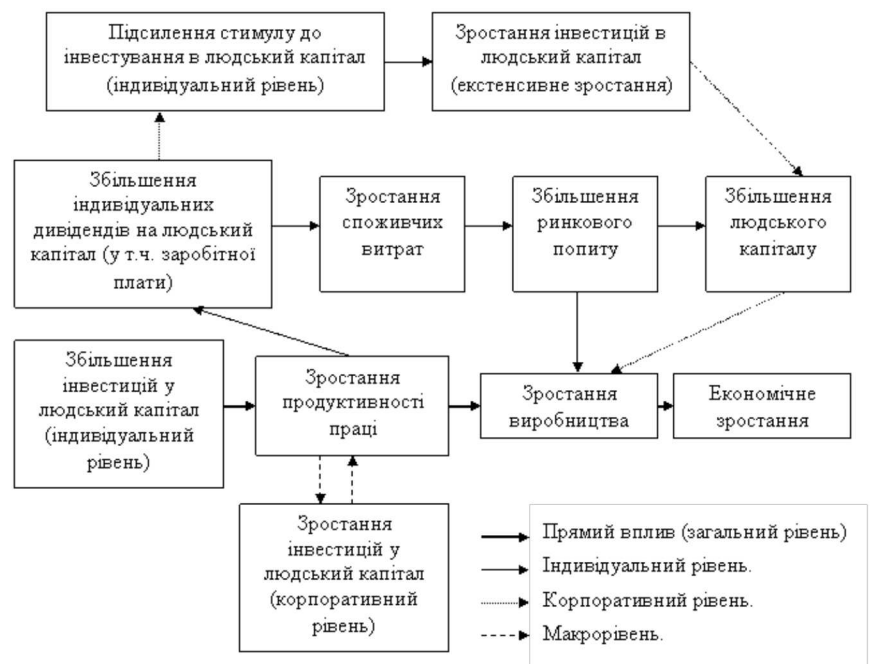 Підсилення стимулу до
інвестування в людський капітал
(індивідуальний рівень)
Зростання інвестицій в
людський капітал
(екстенсивне зростання)
Збільшення
індивідуальних
дивідендів на людський
капітал (у т.ч. заробітної
плати)
Зростання
споживчих
витрат
Збільшення
ринкового
попиту
Збільшення
людського
капіталу
Збільшення
інвестицій у
людський капітал
(індивідуальний
рівень)
Зростання
продуктивності
праці
Зростання
виробництва
Економічне
зростання
Зростання
інвестицій у
людський капітал
(корпоративний
рівень)
Прямий вплив (загальний рівень)
Індивідуальний рівень.
Корпоративний рівень.
Макрорівень.